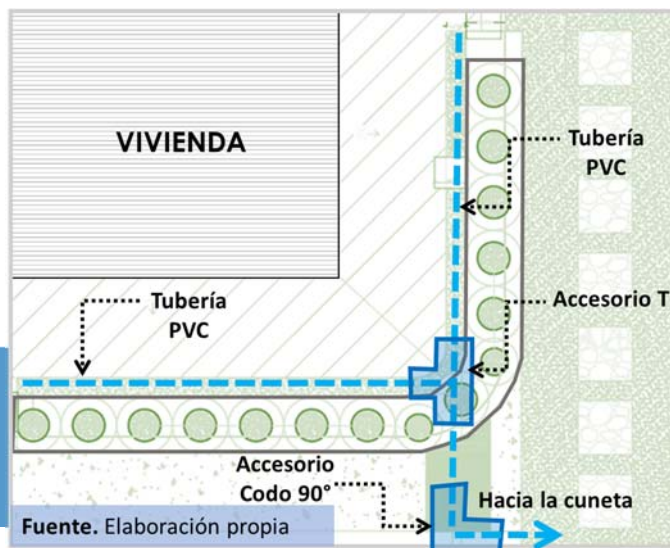 VIVIENDA
Tubería
PVC
Tubería
PVC
Accesorio T
Accesorio
Codo 90°
Hacia la cuneta
Fuente. Elaboración propia